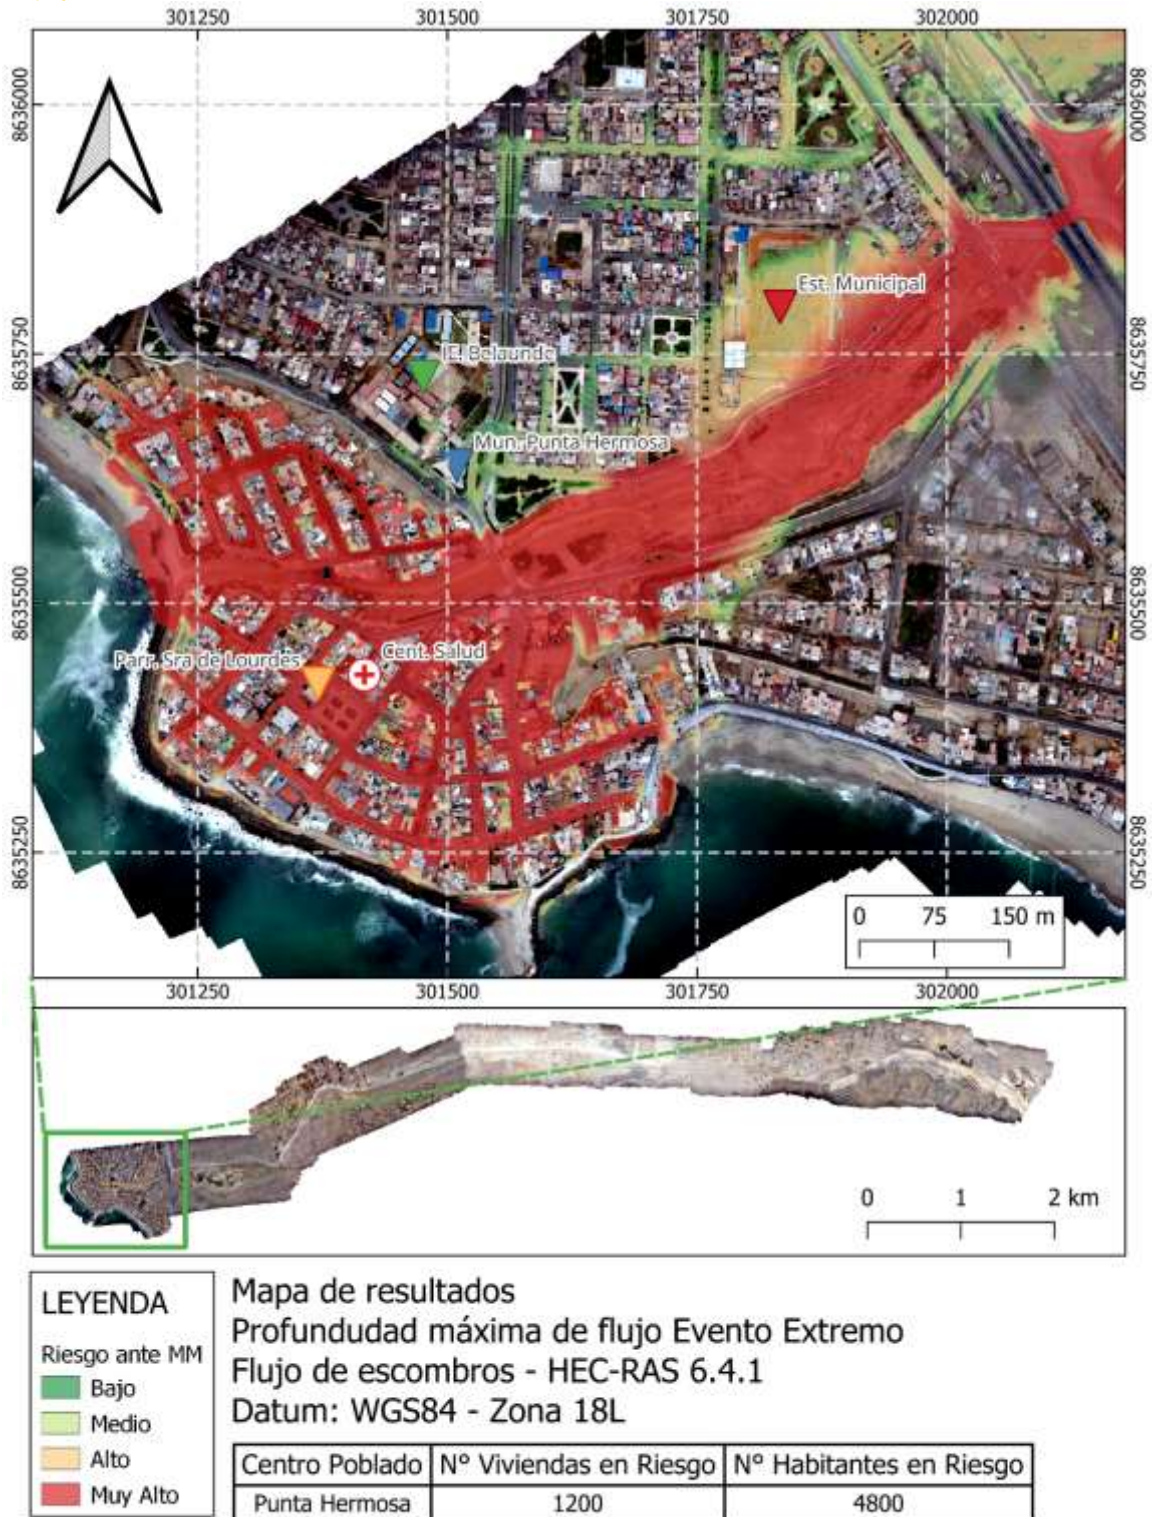 301250 301500 301750 302000
8636000 8636000
Est. Municipal
8635750 8635750
IE. Belaunde
Mun. Punta Hermosa
8635500 8635500
Parr. Sra de Lourdes
Cent. Salud
8635250 8635250
0 75 150 m
301250 301500 301750 302000
0 1 2 km
LEYENDA
Riesgo ante MM
Bajo
Medio
Alto
Muy Alto
Mapa de resultados
Profundudad máxima de flujo Evento Extremo
Flujo de escombros - HEC-RAS 6.4.1
Datum: WGS84 - Zona 18L
Centro Poblado N° Viviendas en Riesgo N° Habitantes en Riesgo
Punta Hermosa 1200 4800